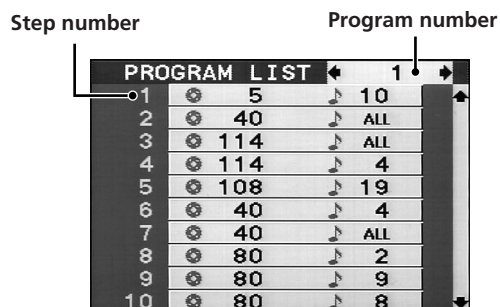 Step number
Program number
PROGRAM LIST 1
1 5 10
2 40 ALL
3 114 ALL
4 114 4
5 108 19
6 40 4
7 40 ALL
8 80 2
9 80 9
10 80 8